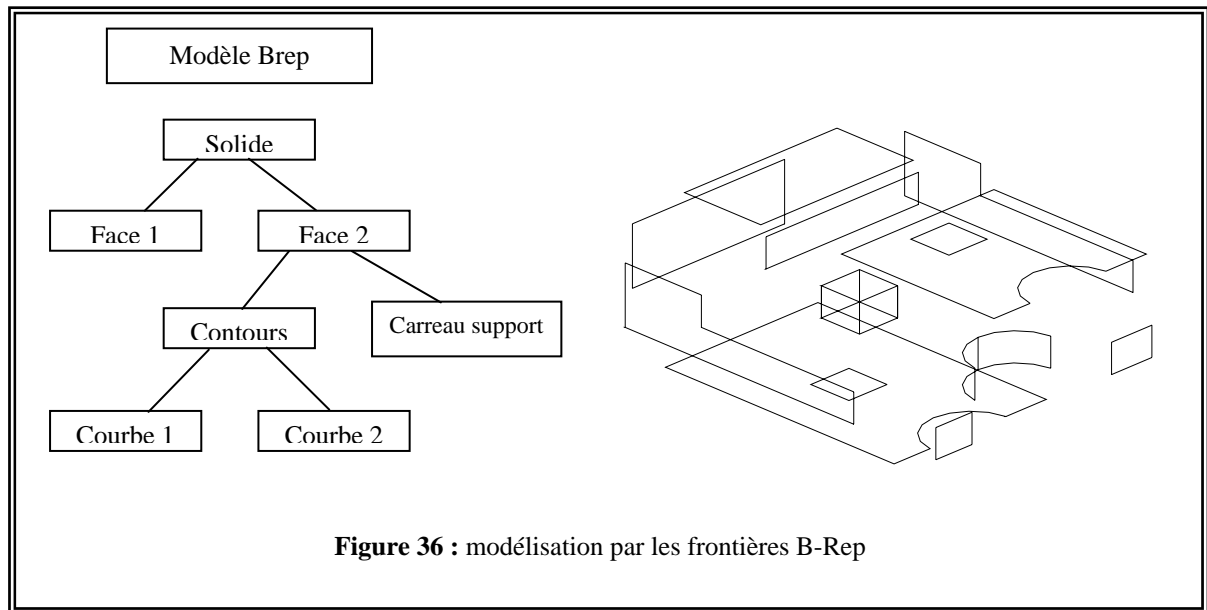 Modèle Brep
Solide
Face 1
Face 2
Contours
Carreau support
Courbe 1
Courbe 2
Figure 36 : modélisation par les frontières B-Rep